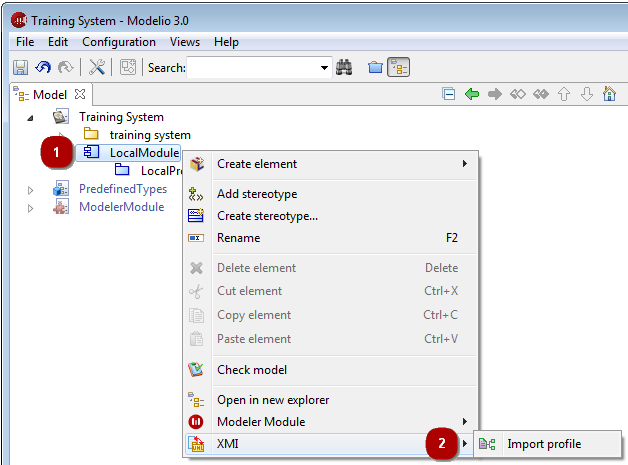 Training System - Modelio 3.0
File Edit Configuration Views Help
Search:
Model
Training System
training system
1
LocalModule
LocalPro
PredefinedTypes
ModelerModule
Create element
Add stereotype
Create stereotype...
Rename F2
Delete element Delete
Cut element Ctrl+X
Copy element Ctrl+C
Paste element Ctrl+V
Check model
Open in new explorer
Modeler Module
XMI 2
Import profile